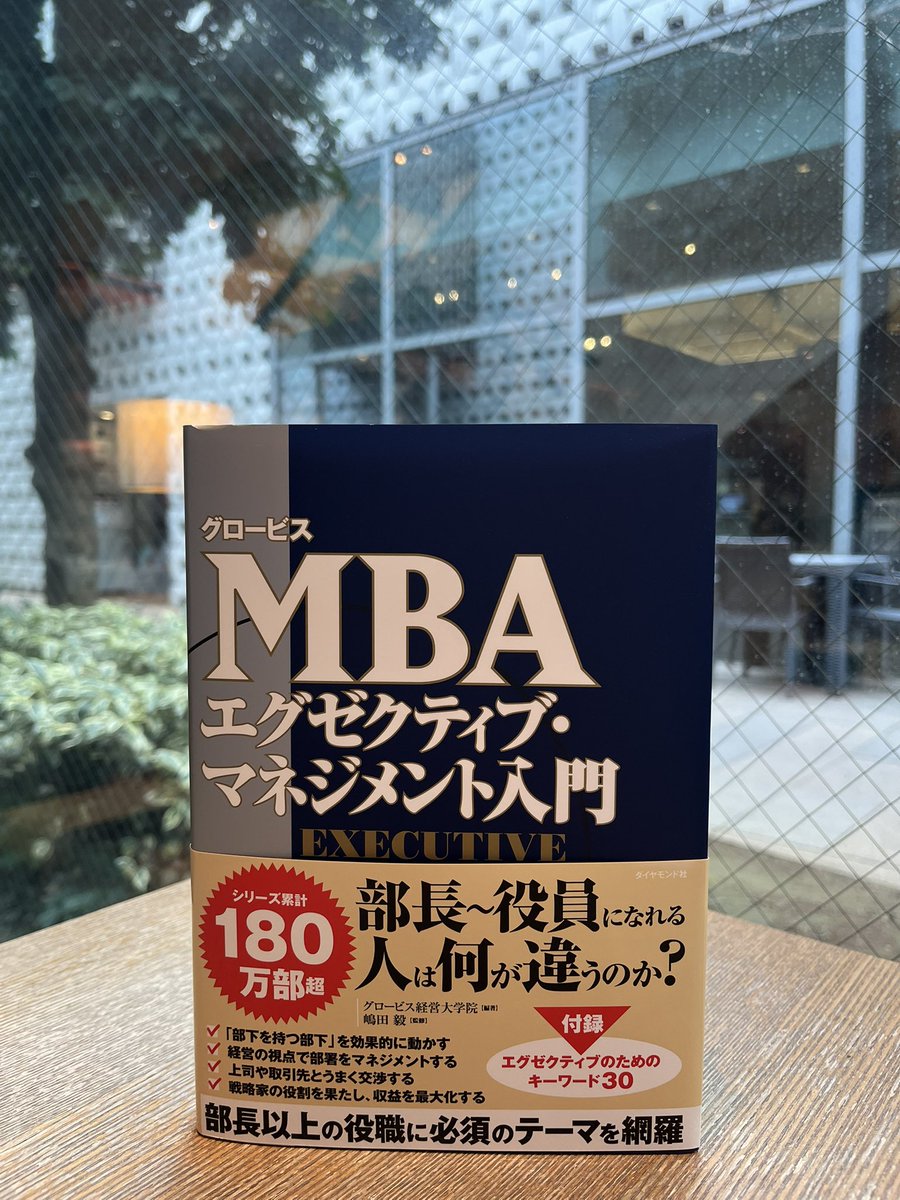 グロービス
MBA
エグゼクティブ・
マネジメント入門
EXECUTIVE
ダイヤモンド社
シリーズ累計
180
万部超
部長~役員になれる
人は何が違うのか?
グロービス経営大学院[編著]
嶋田 毅[監修]
「部下を持つ部下」を効果的に動かす
経営の視点で部署をマネジメントする
上司や取引先とうまく交渉する
戦略家の役割を果たし、収益を最大化する
付録
エグゼクティブのための
キーワード30
部長以上の役職に必須のテーマを網羅